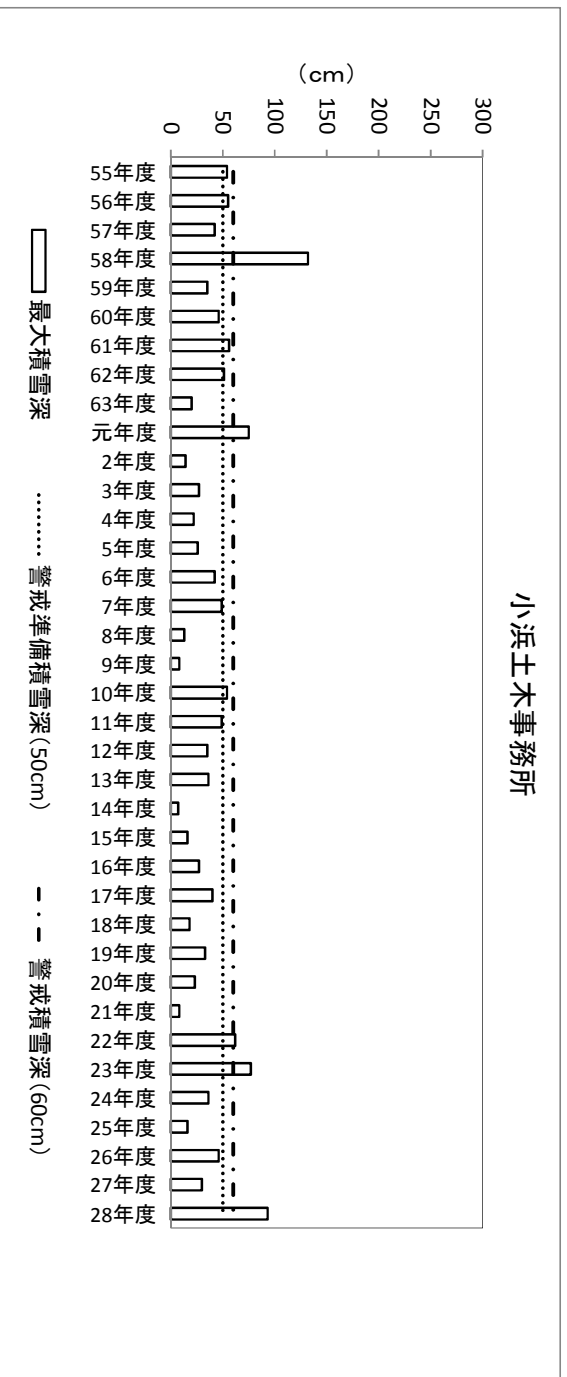 小浜土木事務所
（cm）
300
250
200
150
100
50
0
55年度
56年度
57年度
58年度
59年度
60年度
61年度
62年度
63年度
元年度
2年度
3年度
4年度
5年度
6年度
7年度
8年度
9年度
10年度
11年度
12年度
13年度
14年度
15年度
16年度
17年度
18年度
19年度
20年度
21年度
22年度
23年度
24年度
25年度
26年度
27年度
28年度
最大積雪深 警戒準備積雪深（50cm） 警戒積雪深（60cm）